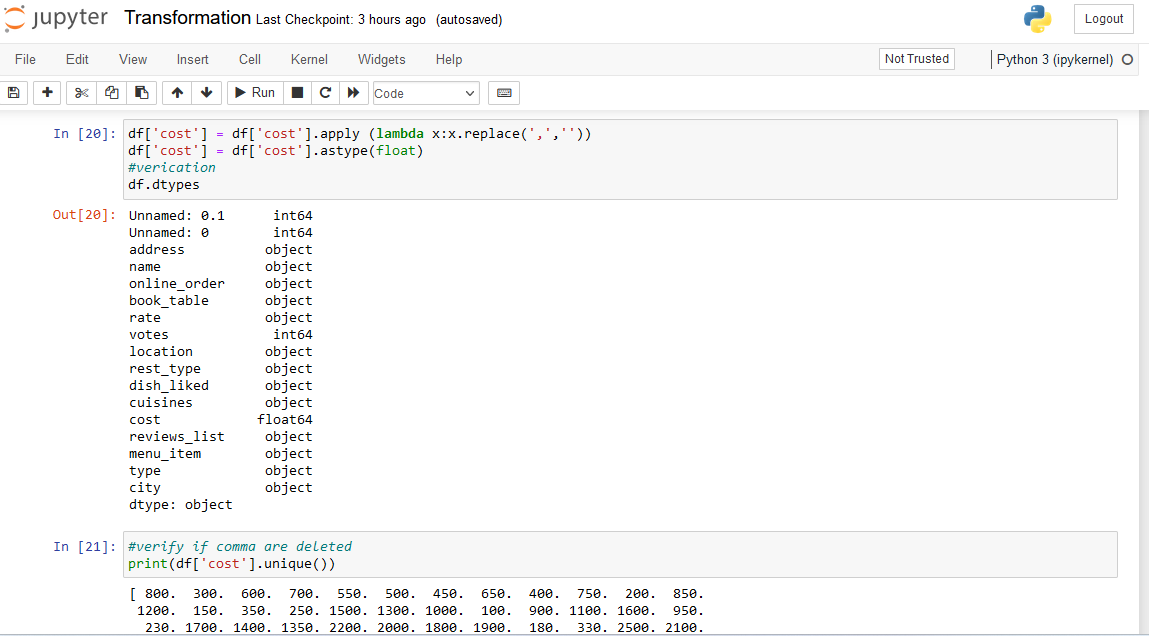 jupyter Transformation Last Checkpoint: 3 hours ago (autosaved) Logout
File Edit View Insert Cell Kernel Widgets Help Not Trusted Python 3 (ipykernel)
Run Code
In [20]: df['cost'] = df['cost'].apply (lambda x:x.replace(',',''))
df['cost'] = df['cost'].astype(float)
#verication
df.dtypes
Out[20]: Unnamed: 0.1 int64
Unnamed: 0 int64
address object
name object
online_order object
book_table object
rate object
votes int64
location object
rest_type object
dish_liked object
cuisines object
cost float64
reviews_list object
menu_item object
type object
city object
dtype: object
In [21]: #verify if comma are deleted
print(df['cost'].unique())
[ 800. 300. 600. 700. 550. 500. 450. 650. 400. 750. 200. 850.
1200. 150. 350. 250. 1500. 1300. 1000. 100. 900. 1100. 1600. 950.
230. 1700. 1400. 1350. 2200. 2000. 1800. 1900. 180. 330. 2500. 2100.